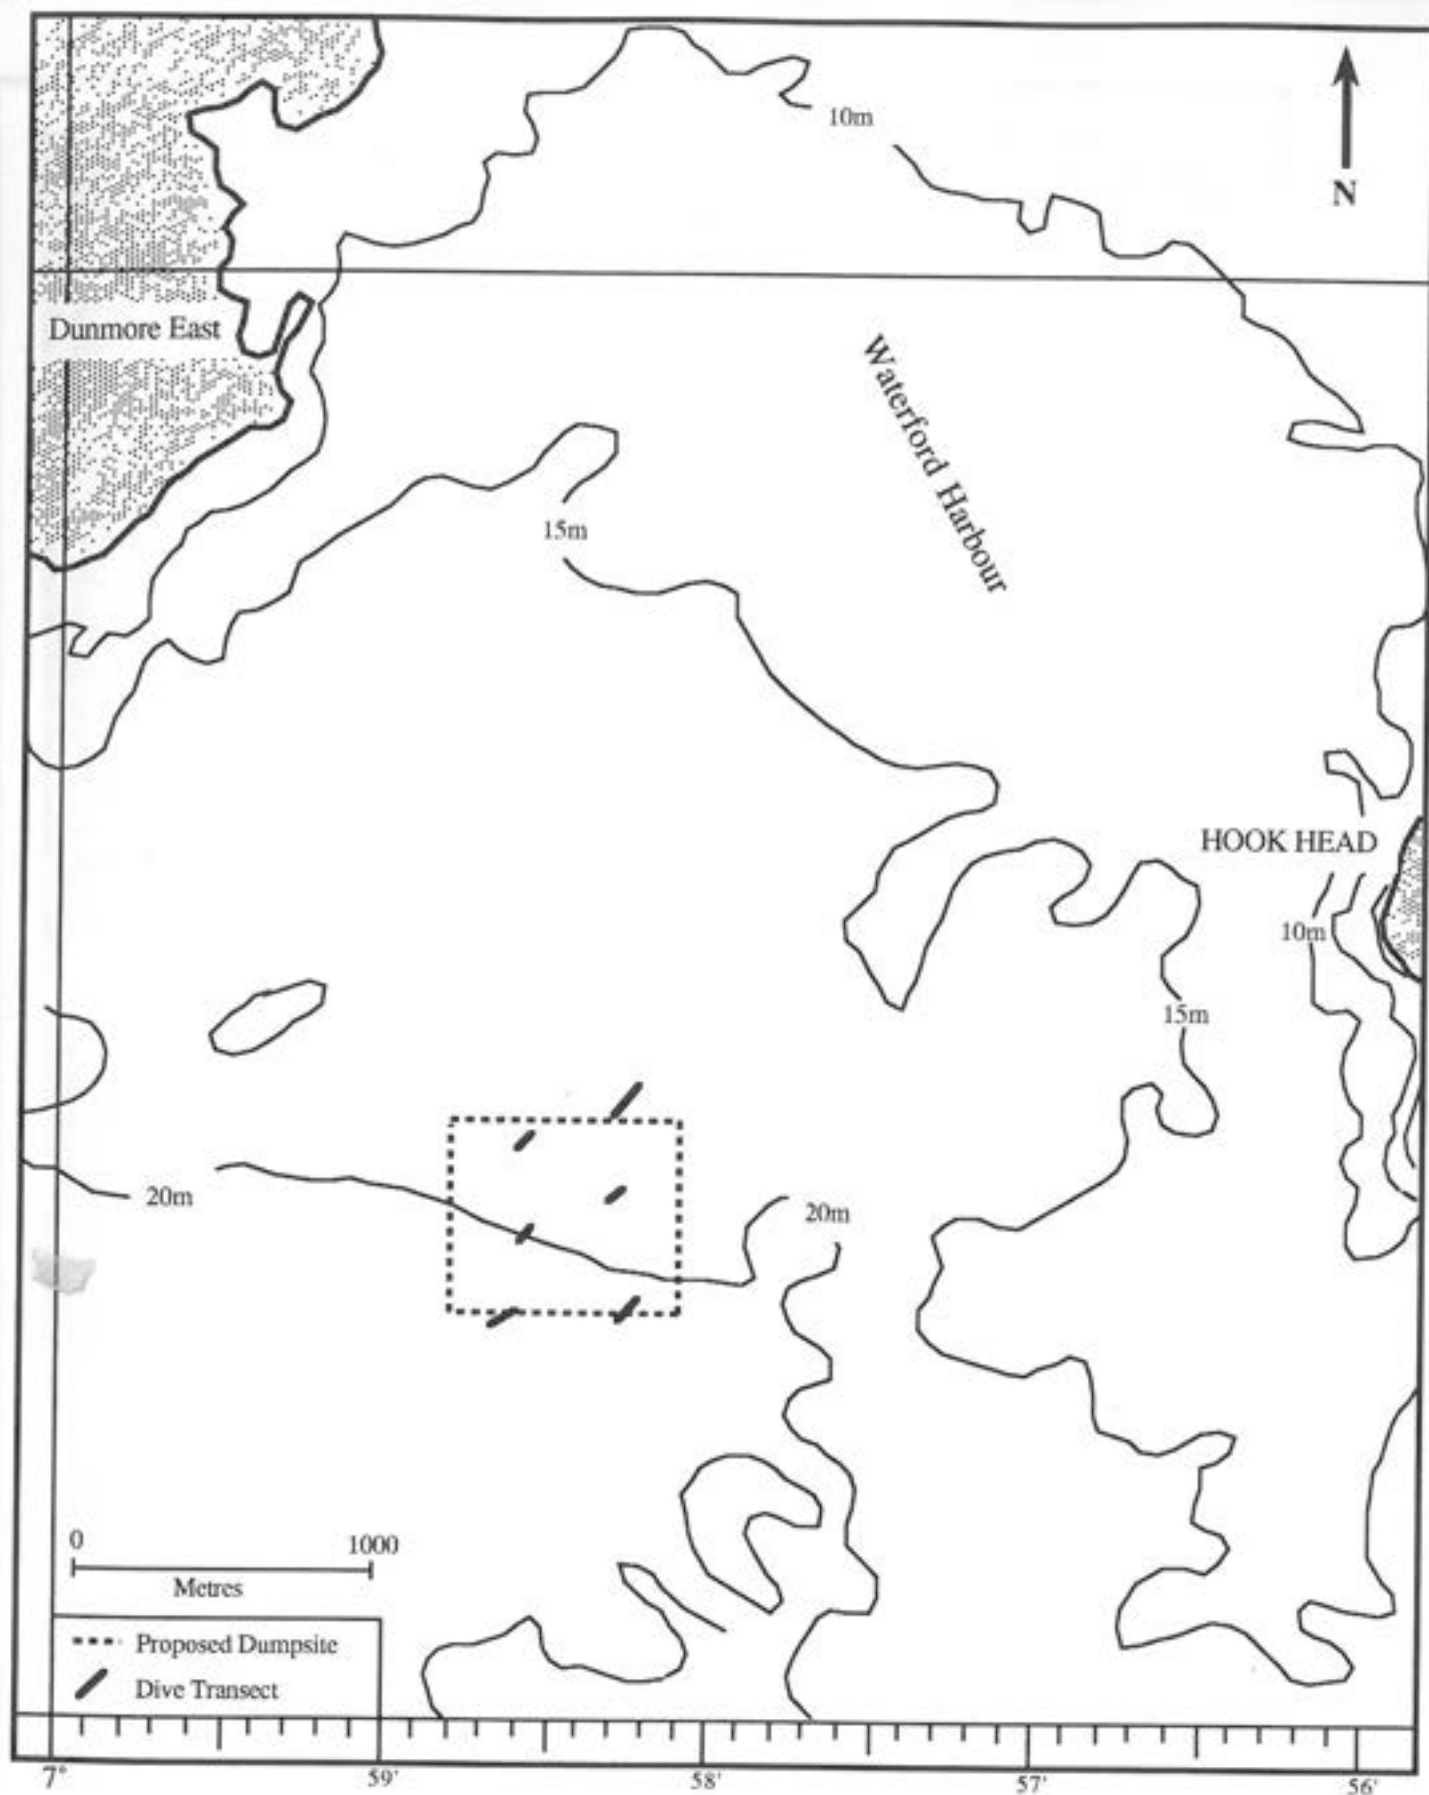 10m
N
Dunmore East
Waterford Harbour
15m
HOOK HEAD
10m
15m
20m
20m
0 1000
Metres
Proposed Dumpsite
Dive Transect
7° 59' 58' 57' 56'